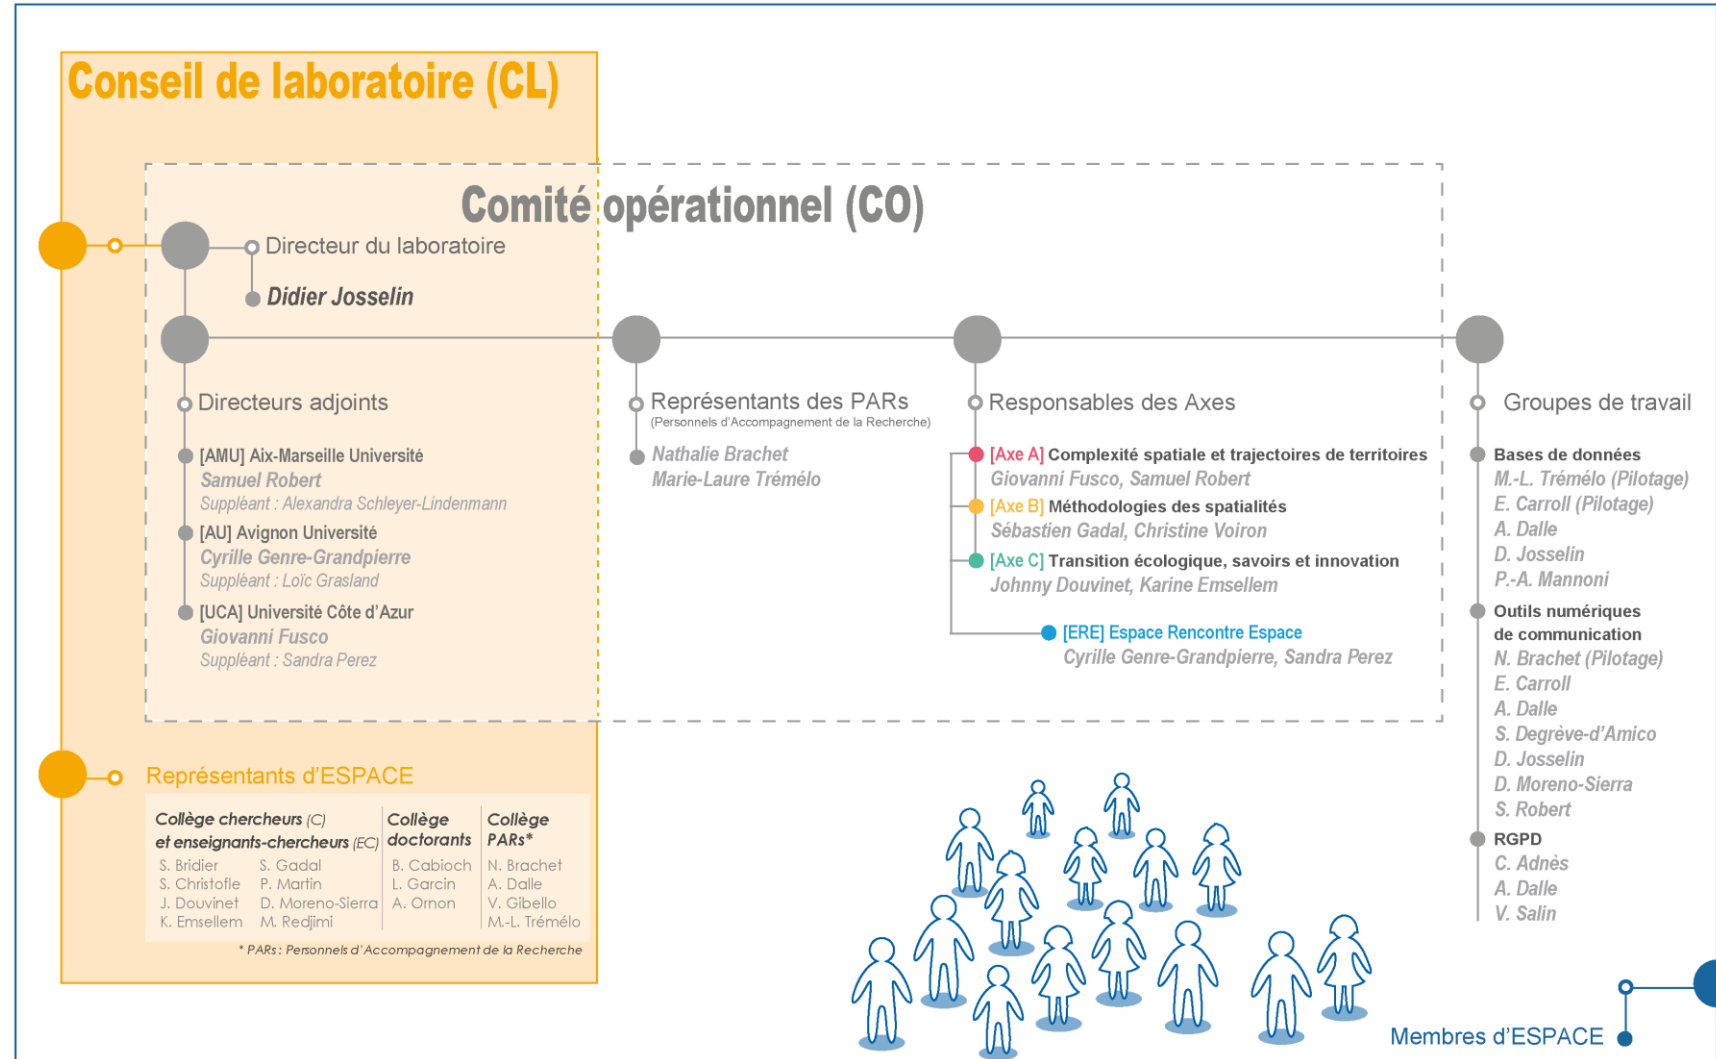 Conseil de laboratoire (CL)
Comité opérationnel (CO)
Directeur du laboratoire
Didier Josselin
Directeurs adjoints
[AMU] Aix-Marseille Université
Samuel Robert
Suppléant : Alexandra Schleyer-Lindenmann
[AU] Avignon Université
Cyrille Genre-Grandpierre
Suppléant : Loïc Grasland
[UCA] Université Côte d'Azur
Giovanni Fusco
Suppléant : Sandra Perez
Représentants des PARs
(Personnels d'Accompagnement de la Recherche)
Nathalie Brachet
Marie-Laure Trémélo
Responsables des Axes
[Axe A] Complexité spatiale et trajectoires de territoires
Giovanni Fusco, Samuel Robert
[Axe B] Méthodologies des spatialités
Sébastien Gadal, Christine Voiron
[Axe C] Transition écologique, savoirs et innovation
Johnny Douvinet, Karine Emsellem
[ERE] Espace Rencontre Espace
Cyrille Genre-Grandpierre, Sandra Perez
Groupes de travail
Bases de données
M.-L. Trémélo (Pilotage)
E. Carroll (Pilotage)
A. Dalle
D. Josselin
P.-A. Mannoni
Outils numériques
de communication
N. Brachet (Pilotage)
E. Carroll
A. Dalle
S. Degrève-d'Amico
D. Josselin
D. Moreno-Sierra
S. Robert
RGPD
C. Adnès
A. Dalle
V. Salin
Représentants d'ESPACE
Collège chercheurs (C)
et enseignants-chercheurs (EC)
S. Bridier
S. Christofle
J. Douvinet
K. Emsellem
S. Gadal
P. Martin
D. Moreno-Sierra
M. Redjimi
Collège
doctorants
B. Cabioch
L. Garcin
A. Ornon
Collège
PARs*
N. Brachet
A. Dalle
V. Gibello
M.-L. Trémélo
* PARs : Personnels d'Accompagnement de la Recherche
Membres d'ESPACE